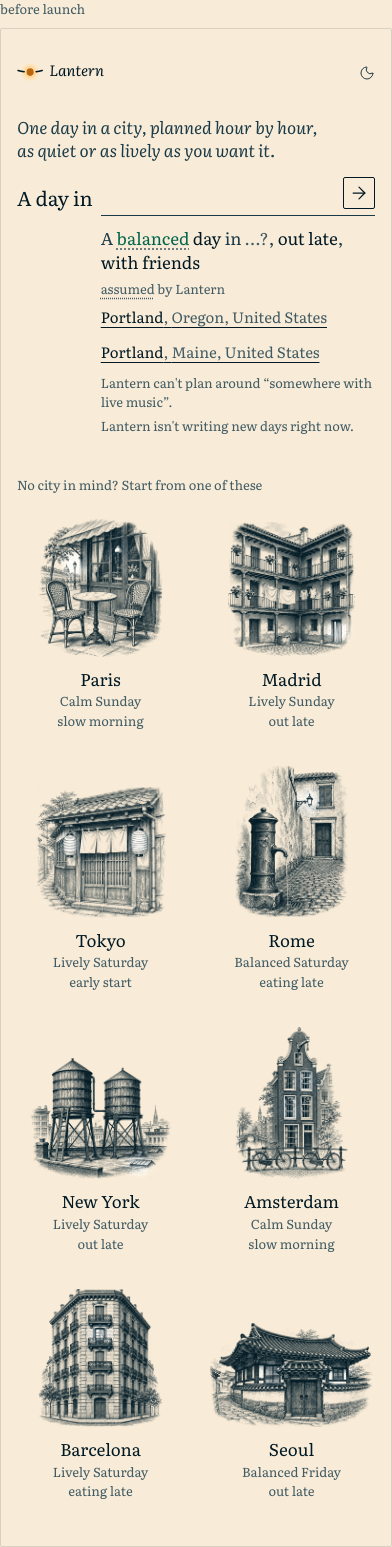 before launch
Lantern
One day in a city, planned hour by hour,
as quiet or as lively as you want it.
A day in
A balanced day in …?, out late,
with friends
assumed by Lantern
Portland, Oregon, United States
Portland, Maine, United States
Lantern can't plan around “somewhere with
live music”.
Lantern isn't writing new days right now.
No city in mind? Start from one of these
Paris
Calm Sunday
slow morning
Madrid
Lively Sunday
out late
Tokyo
Lively Saturday
early start
Rome
Balanced Saturday
eating late
New York
Lively Saturday
out late
Amsterdam
Calm Sunday
slow morning
Barcelona
Lively Saturday
eating late
Seoul
Balanced Friday
out late